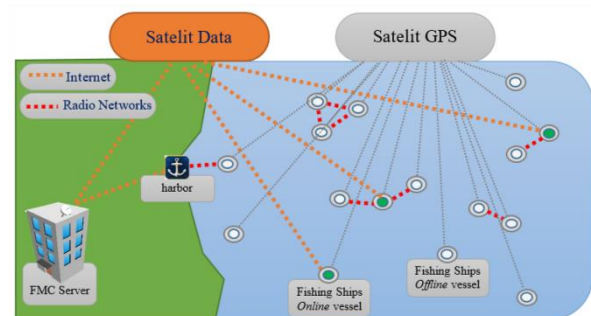 Satelit Data
Satelit GPS
Internet
Radio Networks
harbor
FMC Server
Fishing Ships
Online vessel
Fishing Ships
Offline vessel